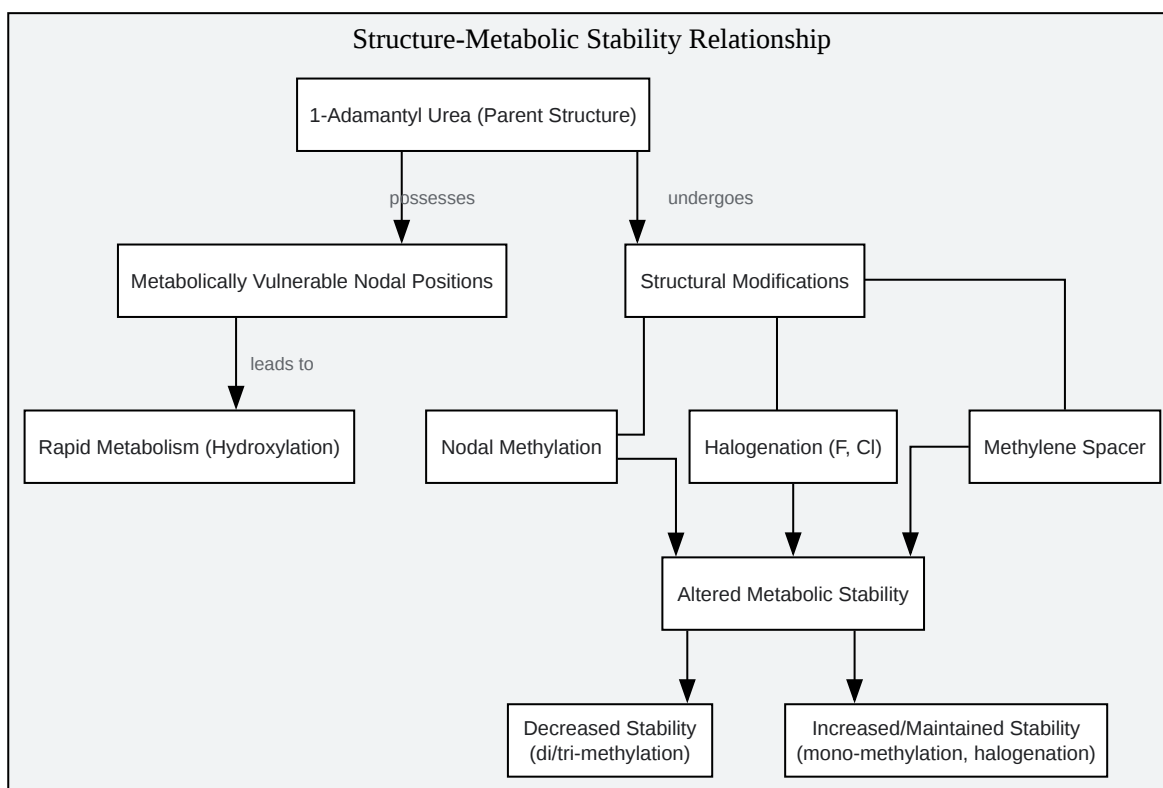 Structure-Metabolic Stability Relationship
1-Adamantyl Urea (Parent Structure)
possesses
undergoes
Metabolically Vulnerable Nodal Positions
Structural Modifications
leads to
Rapid Metabolism (Hydroxylation)
Nodal Methylation
Halogenation (F, Cl)
Methylene Spacer
Altered Metabolic Stability
Decreased Stability
(di/tri-methylation)
Increased/Maintained Stability
(mono-methylation, halogenation)